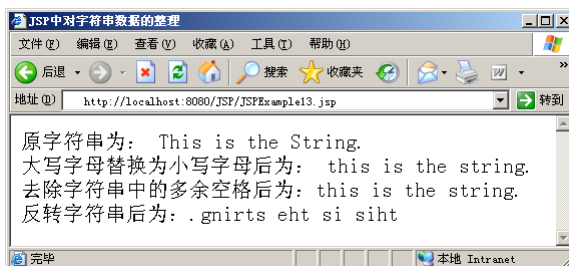 JSP中对字符串数据的整理
文件(F) 编辑(E) 查看(V) 收藏(A) 工具(T) 帮助(H)
后退 搜索 收藏夹
地址(D) http://localhost:8080/JSP/JSPExample13.jsp 转到
原字符串为: This is the String.
大写字母替换为小写字母后为: this is the string.
去除字符串中的多余空格后为:this is the string.
反转字符串后为:.gnirts eht si siht
完毕 本地 Intranet